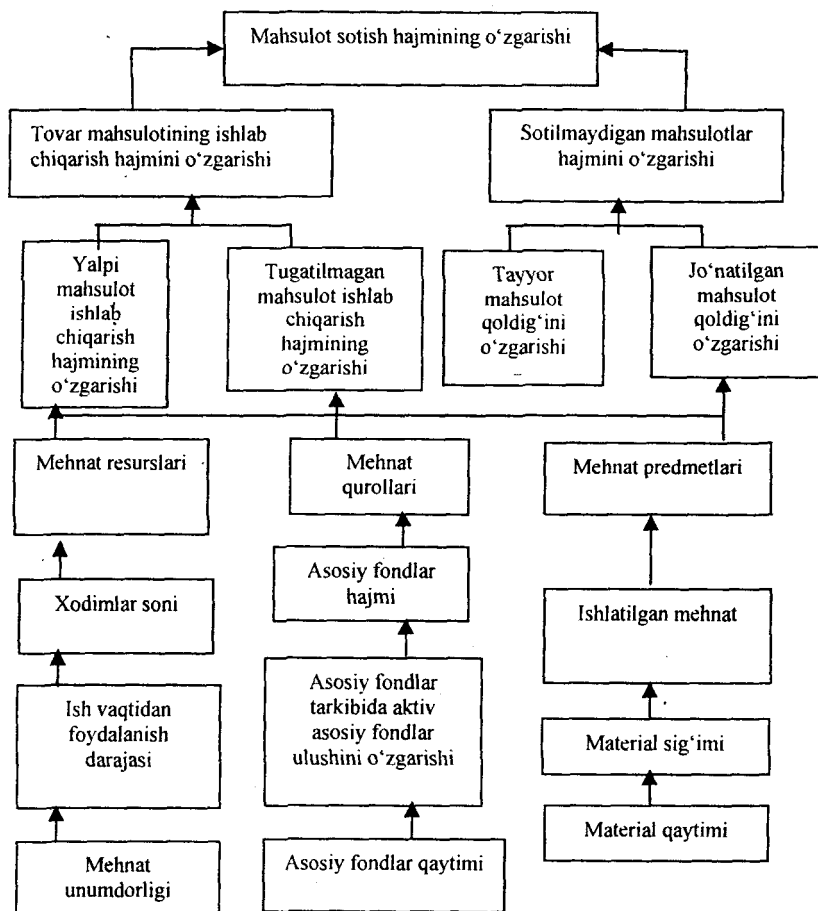 Mahsulot sotish hajmining o‘zgarishi
Tovar mahsulotining ishlab
chiqarish hajmini o‘zgarishi
Sotilmaydigan mahsulotlar
hajmini o‘zgarishi
Yalpi
mahsulot
ishlab
chiqarish
hajmining
o‘zgarishi
Tugatilmagan
mahsulot ishlab
chiqarish
hajmining
o‘zgarishi
Tayyor
mahsulot
qoldig‘ini
o‘zgarishi
Jo‘natilgan
mahsulot
qoldig‘ini
o‘zgarishi
Mehnat resurslari
Mehnat
qurollari
Mehnat predmetlari
Xodimlar soni
Asosiy fondlar
hajmi
Ishlatilgan mehnat
Ish vaqtidan
foydalanish
darajasi
Asosiy fondlar
tarkibida aktiv
asosiy fondlar
ulushini o‘zgarishi
Material sig‘imi
Material qaytimi
Mehnat
unumdorligi
Asosiy fondlar qaytimi